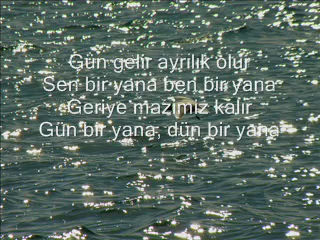 Gün gelir ayrılık olur
Sen bir yana ben bir yana
Geriye mazimiz kalır
Gün bir yana, dün bir yana